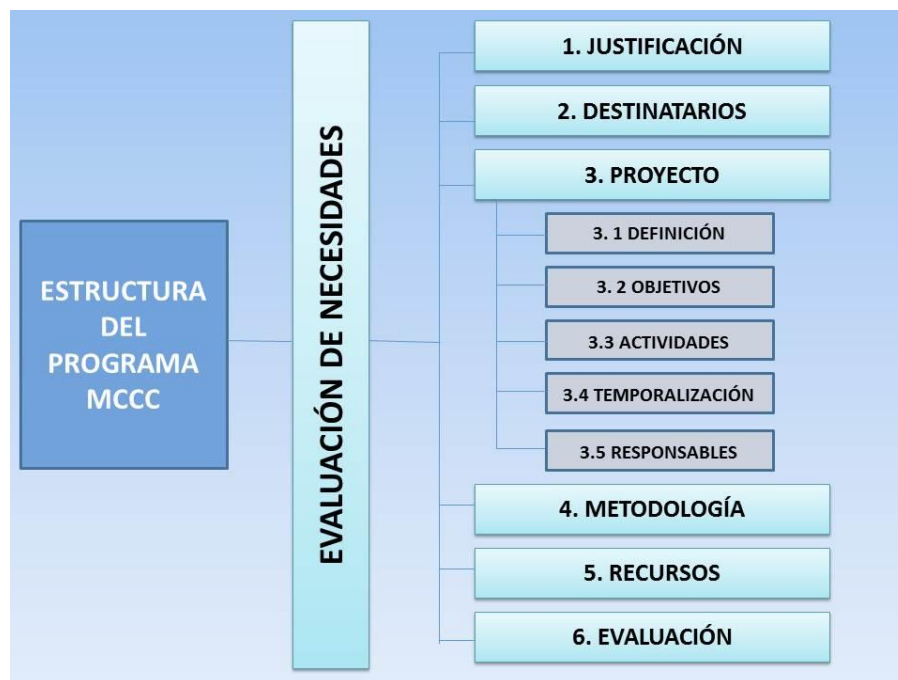 ESTRUCTURA
DEL
PROGRAMA
MCCC
EVALUACIÓN DE NECESIDADES
1. JUSTIFICACIÓN
2. DESTINATARIOS
3. PROYECTO
3. 1 DEFINICIÓN
3. 2 OBJETIVOS
3.3 ACTIVIDADES
3.4 TEMPORALIZACIÓN
3.5 RESPONSABLES
4. METODOLOGÍA
5. RECURSOS
6. EVALUACIÓN